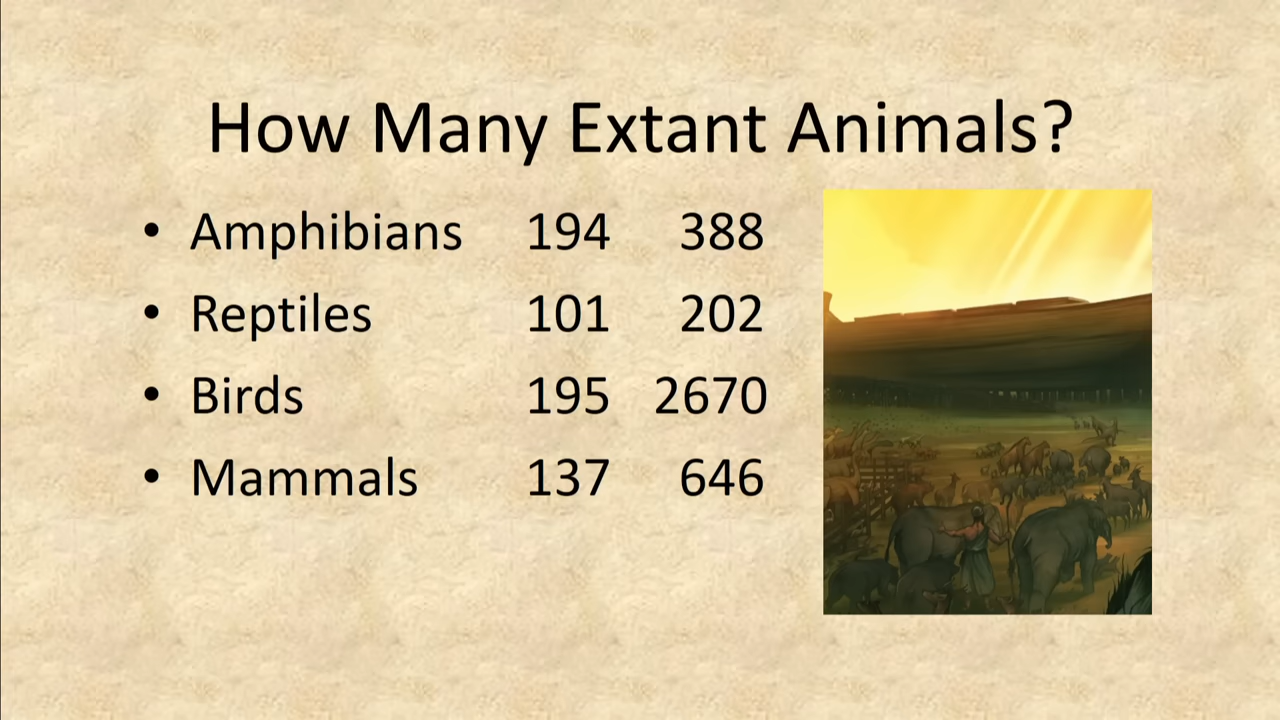 How Many Extant Animals?
• Amphibians 194 388
• Reptiles 101 202
• Birds 195 2670
• Mammals 137 646